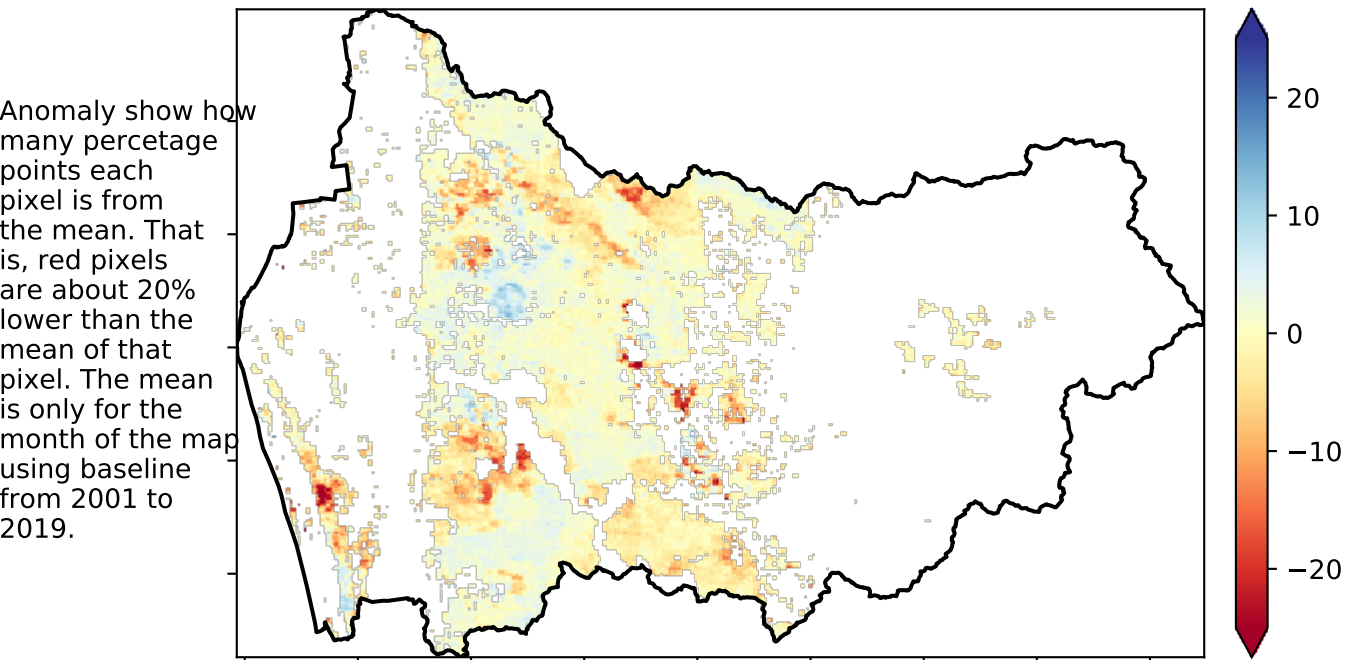 Anomaly show how
many percetage
points each
pixel is from
the mean. That
is, red pixels
are about 20%
lower than the
mean of that
pixel. The mean
is only for the
month of the map
using baseline
from 2001 to
2019.
20
10
0
−10
−20